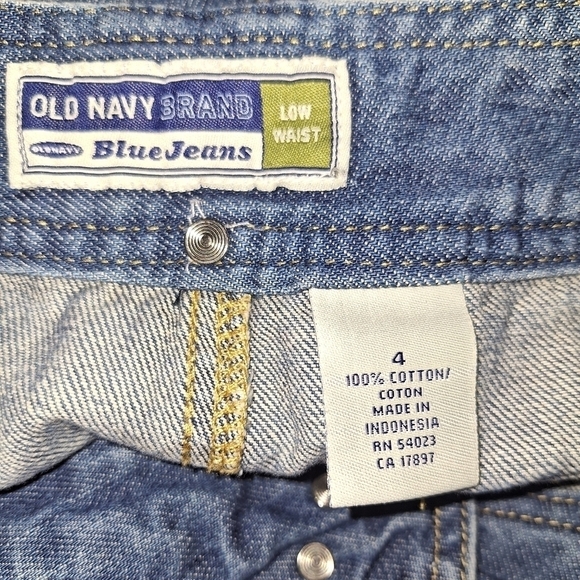 OLD NAVY BRAND
LOW
WAIST
OLD NAVY
Blue Jeans
4
100% COTTON/
COTON
MADE IN
INDONESIA
RN 54023
CA 17897